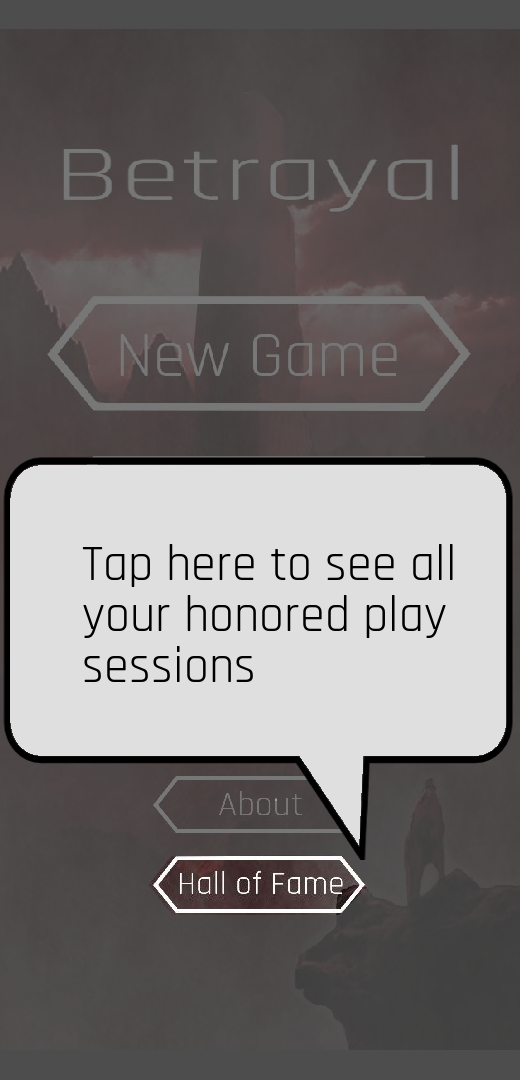 Betrayal
New Game
Tap here to see all
your honored play
sessions
About
Hall of Fame